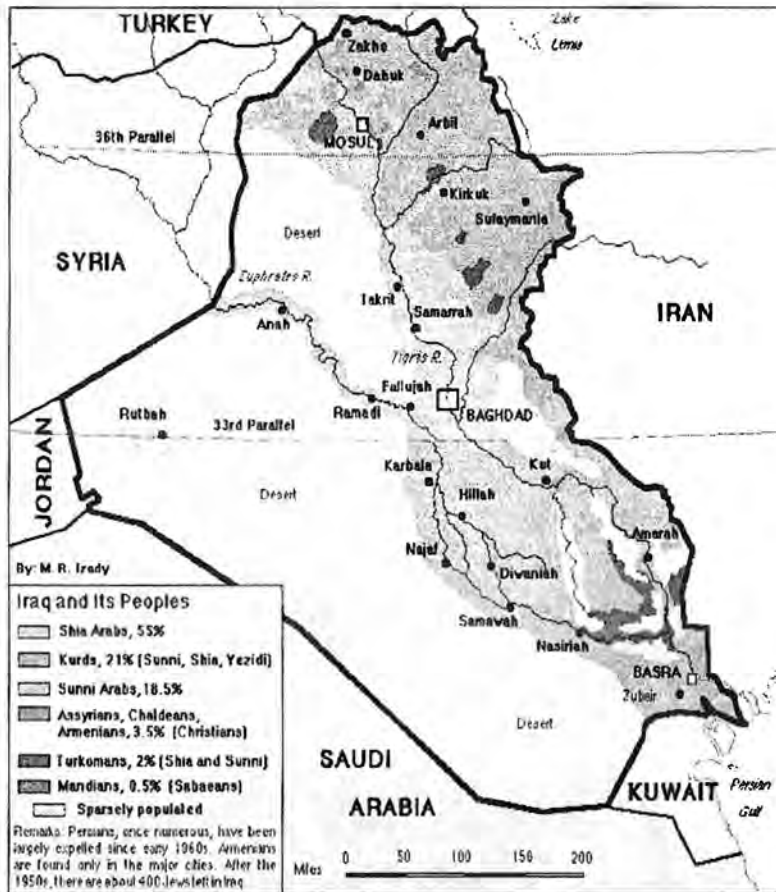 TURKEY
Lake
Urmia
Zakho
Dahuk
36th Parallel
MOSUL
Arbil
Kirkuk
Sulaymania
Desert
SYRIA
Euphrates R.
Takrit
IRAN
Anah
Samarrah
Tigris R.
Fallujah
Rutbah
33rd Parallel
Ramadi
BAGHDAD
JORDAN
Karbala
Kut
Desert
Hillah
Amarah
Najaf
Diwaniah
By: M. R. Izady
Samawah
Nasiriah
BASRA
Zubair
Desert
SAUDI
ARABIA
KUWAIT
Persian
Gulf
Iraq and Its Peoples
Shia Arabs, 55%
Kurds, 21% (Sunni, Shia, Yezidi)
Sunni Arabs, 18.5%
Assyrians, Chaldeans,
Armenians, 3.5% (Christians)
Turkomans, 2% (Shia and Sunni)
Mandians, 0.5% (Sabaeans)
Sparsely populated
Remarks: Persians, once numerous, have been
largely expelled since early 1960s. Armenians
are found only in the major cities. After the
1950s, there are about 400 Jews left in Iraq
Miles 0 50 100 150 200